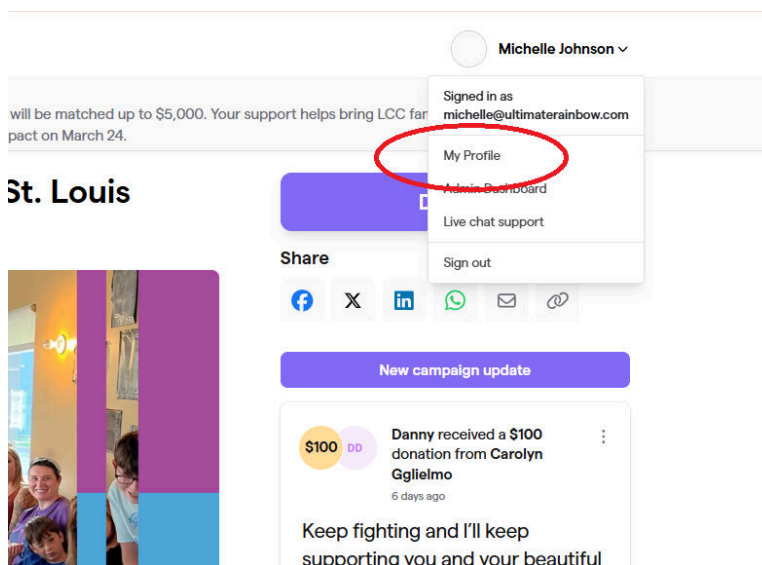 Michelle Johnson
Signed in as
will be matched up to $5,000. Your support helps bring LCC far
michelle@ultimaterainbow.com
pact on March 24.
My Profile
St. Louis
Admin Dashboard
D
Live chat support
Share
Sign out
New campaign update
$100
DD
Danny received a $100
donation from Carolyn
Gglielmo
6 days ago
Keep fighting and I'll keep
supporting you and your beautiful